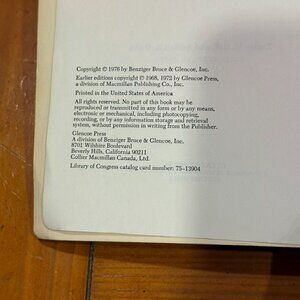 Copyright © 1976 by Benziger Bruce & Glencoe, Inc.
Earlier editions copyright © 1968, 1972 by Glencoe Press,
a division of Macmillan Publishing Co., Inc.
Printed in the United States of America
All rights reserved. No part of this book may be
reproduced or transmitted in any form or by any means,
electronic or mechanical, including photocopying,
recording, or by any information storage and retrieval
system, without permission in writing from the Publisher.
Glencoe Press
A division of Benziger Bruce & Glencoe, Inc.
8701 Wilshire Boulevard
Beverly Hills, California 90211
Collier Macmillan Canada, Ltd.
Library of Congress catalog card number: 75-13904